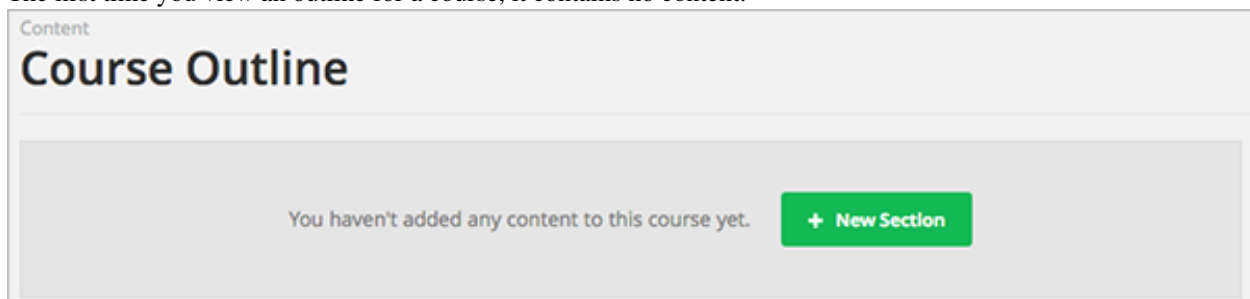 The first time you view an outline for a course, it contains no content.
Content
Course Outline
You haven't added any content to this course yet.
+ New Section